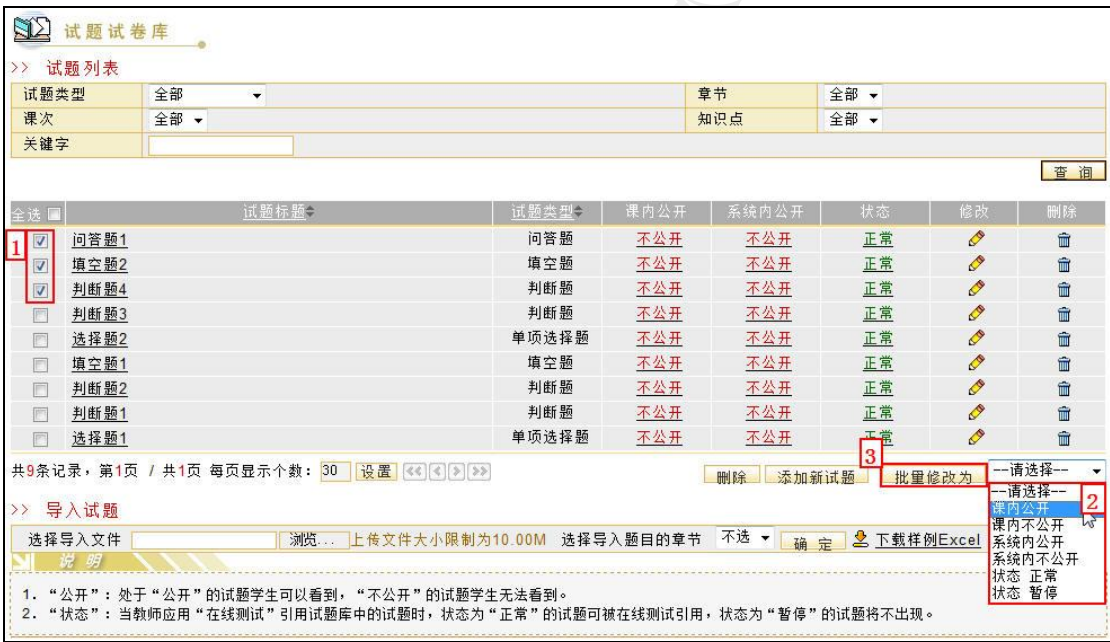 试题试卷库
>> 试题列表
试题类型 全部 章节 全部
课次 全部 知识点 全部
关键字
查 询
全选 试题标题 试题类型 课内公开 系统内公开 状态 修改 删除
1
问答题1 问答题 不公开 不公开 正常
填空题2 填空题 不公开 不公开 正常
判断题4 判断题 不公开 不公开 正常
判断题3 判断题 不公开 不公开 正常
选择题2 单项选择题 不公开 不公开 正常
填空题1 填空题 不公开 不公开 正常
判断题2 判断题 不公开 不公开 正常
判断题1 判断题 不公开 不公开 正常
选择题1 单项选择题 不公开 不公开 正常
3
共9条记录，第1页 / 共1页 每页显示个数：30 设置 删除 添加新试题 批量修改为 --请选择--
--请选择--
2
课内公开
课内不公开
系统内公开
系统内不公开
状态 正常
状态 暂停
>> 导入试题
选择导入文件 浏览... 上传文件大小限制为10.00M 选择导入题目的章节 不选 确 定 下载样例Excel
说 明
1. “公开”：处于“公开”的试题学生可以看到，“不公开”的试题学生无法看到。
2. “状态”：当教师应用“在线测试”引用试题库中的试题时，状态为“正常”的试题可被在线测试引用，状态为“暂停”的试题将不出现。